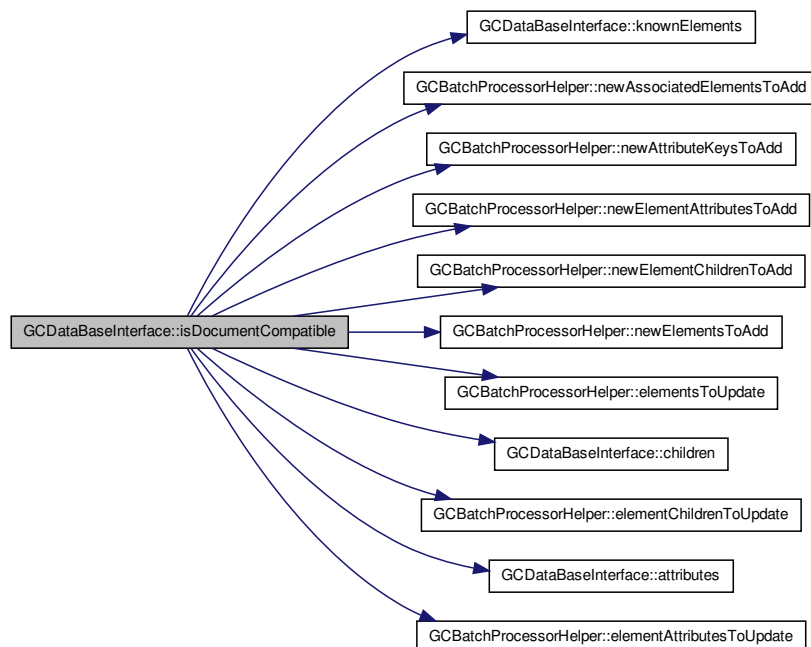 GCDataBaseInterface::knownElements
GCBatchProcessorHelper::newAssociatedElementsToAdd
GCBatchProcessorHelper::newAttributeKeysToAdd
GCBatchProcessorHelper::newElementAttributesToAdd
GCBatchProcessorHelper::newElementChildrenToAdd
GCDataBaseInterface::isDocumentCompatible
GCBatchProcessorHelper::newElementsToAdd
GCBatchProcessorHelper::elementsToUpdate
GCDataBaseInterface::children
GCBatchProcessorHelper::elementChildrenToUpdate
GCDataBaseInterface::attributes
GCBatchProcessorHelper::elementAttributesToUpdate